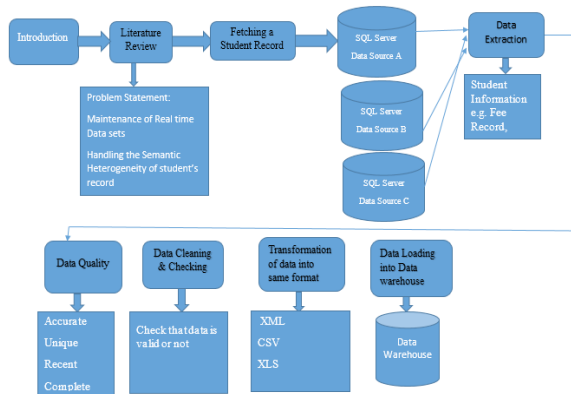 Introduction
Literature
Review
Fetching a
Student Record
SQL Server
Data Source A
Data
Extraction
Problem Statement:
Maintenance of Real time
Data sets
Handling the Semantic
Heterogeneity of student's
record
SQL Server
Data Source B
SQL Server
Data Source C
Student
Information
e.g. Fee
Record,
Data Quality
Data Cleaning
& Checking
Transformation
of data into
same format
Data Loading
into Data
warehouse
Accurate
Unique
Recent
Complete
Check that data is
valid or not
XML
CSV
XLS
Data
Warehouse